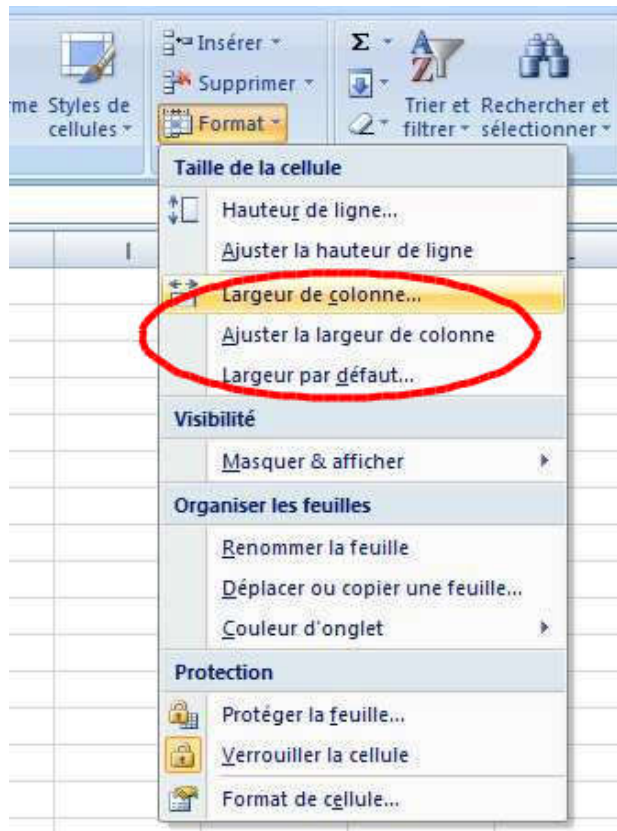 Insérer
Supprimer
Format
Styles de
cellules
Trier et
filtrer
Rechercher et
sélectionner
Taille de la cellule
Hauteur de ligne...
Ajuster la hauteur de ligne
Largeur de colonne...
Ajuster la largeur de colonne
Largeur par défaut...
Visibilité
Masquer & afficher
Organiser les feuilles
Renommer la feuille
Déplacer ou copier une feuille...
Couleur d'onglet
Protection
Protéger la feuille...
Verrouiller la cellule
Format de cellule...